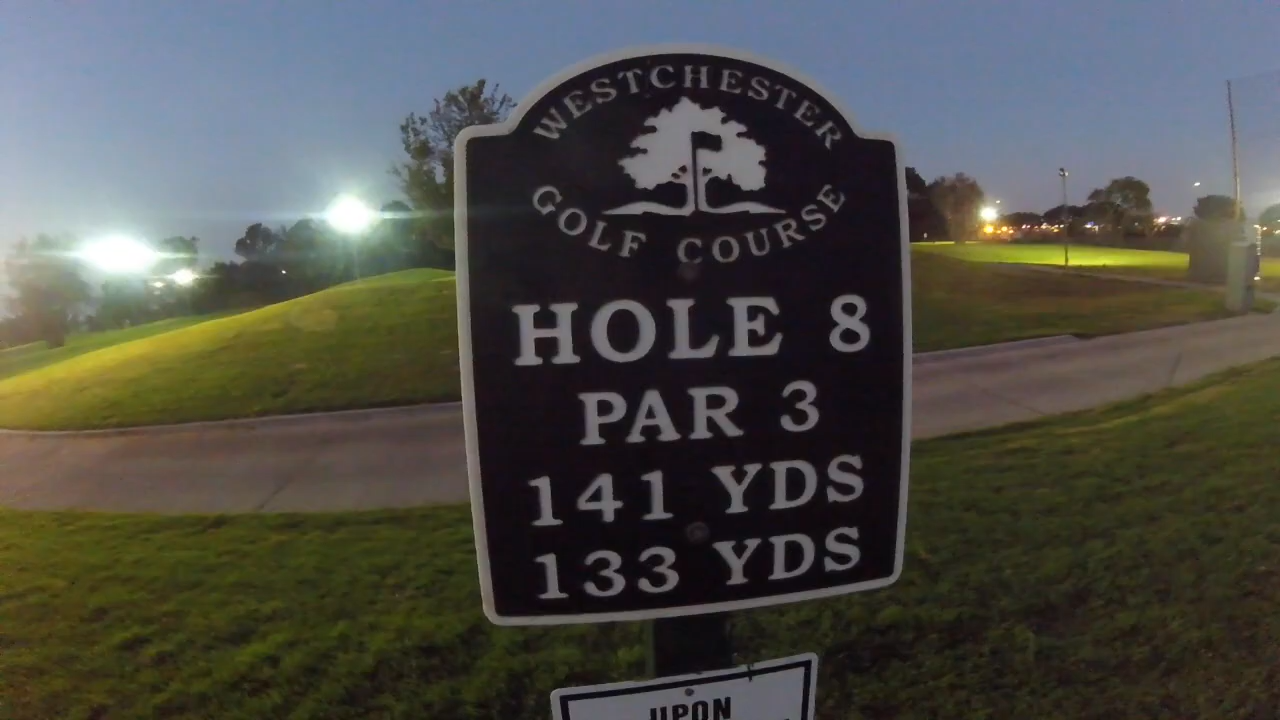 WESTCHESTER
GOLF COURSE
HOLE 8
PAR 3
141 YDS
133 YDS
UPON